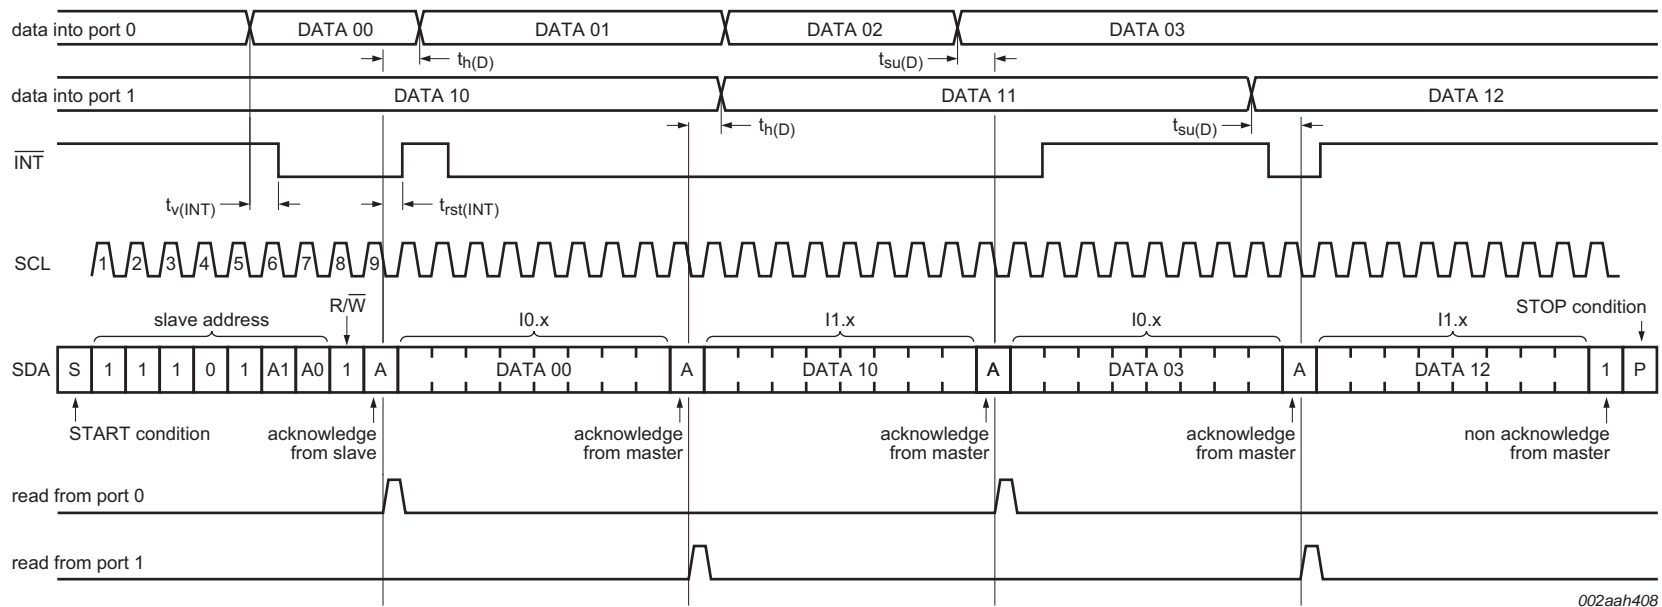 data into port 0 DATA 00 DATA 01 DATA 02 DATA 03
th(D) tsu(D)
data into port 1 DATA 10 DATA 11 DATA 12
th(D) tsu(D)
INT
tv(INT) trst(INT)
SCL 1 2 3 4 5 6 7 8 9
R/W STOP condition
slave address I0.x I1.x I0.x I1.x
SDA S 1 1 1 0 1 A1 A0 1 A DATA 00 A DATA 10 A DATA 03 A DATA 12 1 P
START condition acknowledge acknowledge acknowledge acknowledge non acknowledge
from slave from master from master from master from master
read from port 0
read from port 1
002aah408